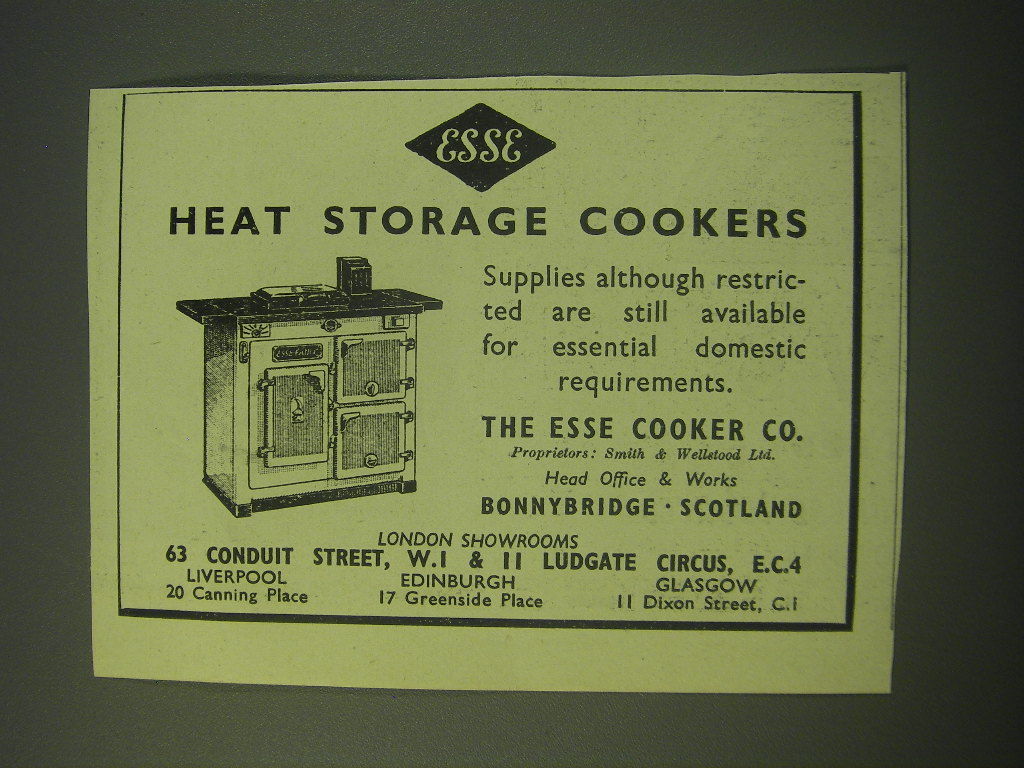 ESSE
HEAT STORAGE COOKERS
Supplies although restric-
ted are still available
for essential domestic
requirements.
THE ESSE COOKER CO.
Proprietors: Smith & Wellstood Ltd.
Head Office & Works
BONNYBRIDGE · SCOTLAND
LONDON SHOWROOMS
63 CONDUIT STREET, W.1 & 11 LUDGATE CIRCUS, E.C.4
LIVERPOOL
20 Canning Place
EDINBURGH
17 Greenside Place
GLASGOW
11 Dixon Street, C.1